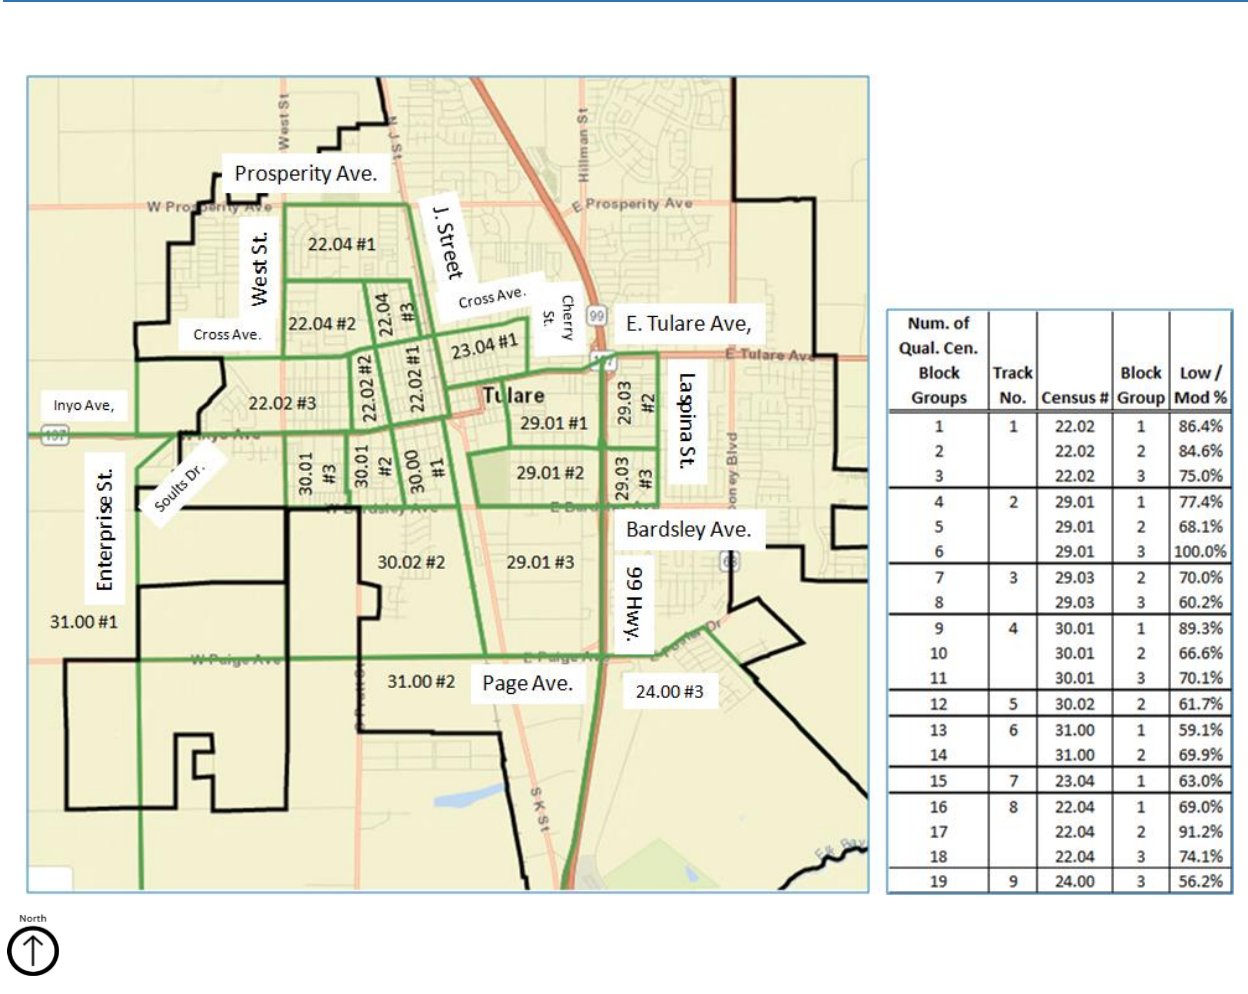 West St
N J St
Hillman St
Prosperity Ave.
W Prosperity Ave
E Prosperity Ave
J. Street
West St.
22.04 #1
Cross Ave.
Cherry
St.
99
E. Tulare Ave,
22.04 #2
22.04
#3
Cross Ave.
23.04 #1
E Tulare Ave
22.02 #2
22.02 #1
Tulare
29.03
#2
Laspina St.
Inyo Ave,
22.02 #3
29.01 #1
137
Soults Dr.
Enterprise St.
30.01
#3
30.01
#2
30.00
#1
29.01 #2
29.03
#3
W Bardsley Ave
Bardsley Ave.
63
30.02 #2
29.01 #3
99 Hwy.
31.00 #1
W Paige Ave
E Paige Ave
31.00 #2
Page Ave.
24.00 #3
S K St
North
Num. of
Qual. Cen.
Block Track Block Low /
Groups No. Census # Group Mod %
1 1 22.02 1 86.4%
2 22.02 2 84.6%
3 22.02 3 75.0%
4 2 29.01 1 77.4%
5 29.01 2 68.1%
6 29.01 3 100.0%
7 3 29.03 2 70.0%
8 29.03 3 60.2%
9 4 30.01 1 89.3%
10 30.01 2 66.6%
11 30.01 3 70.1%
12 5 30.02 2 61.7%
13 6 31.00 1 59.1%
14 31.00 2 69.9%
15 7 23.04 1 63.0%
16 8 22.04 1 69.0%
17 22.04 2 91.2%
18 22.04 3 74.1%
19 9 24.00 3 56.2%